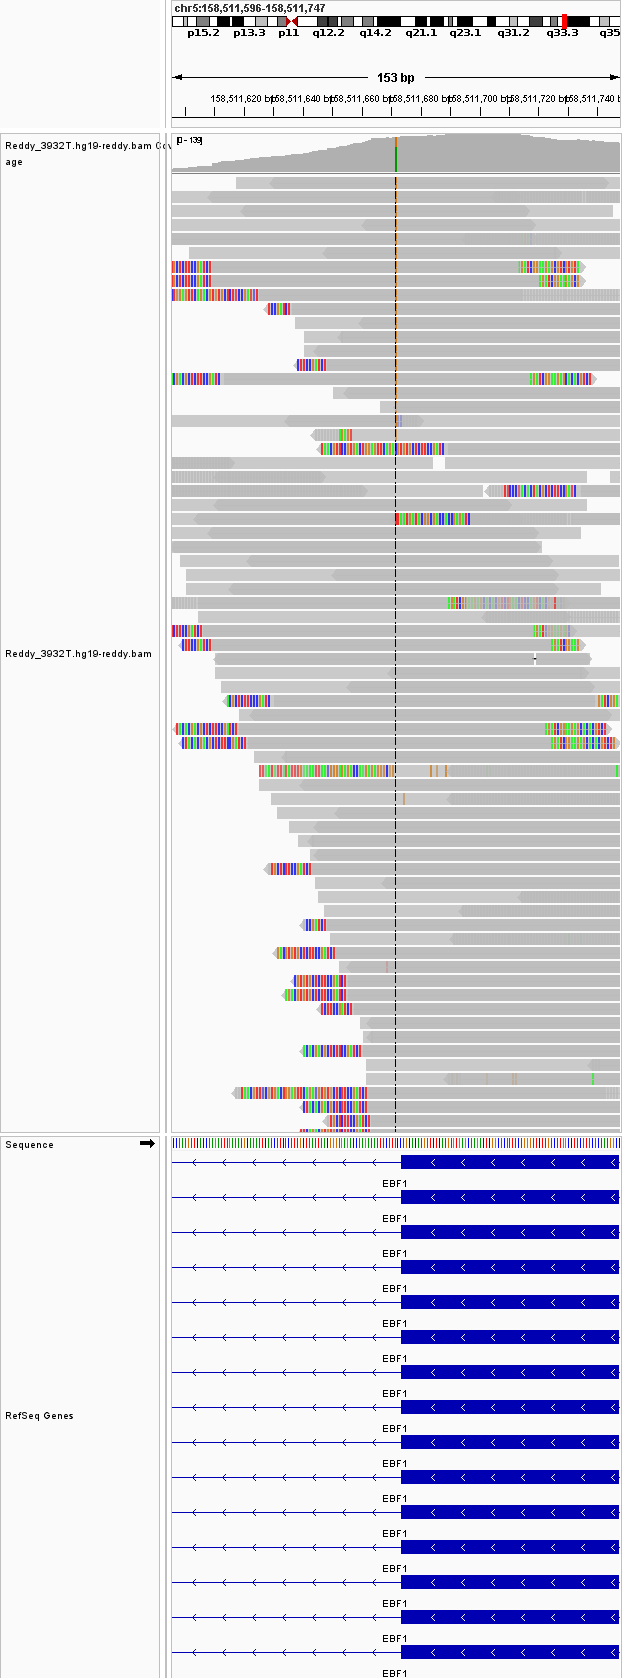 chr5:158,511,596-158,511,747
p15.2 p13.3 p11 q12.2 q14.2 q21.1 q23.1 q31.2 q33.3 q35
153 bp
158,511,620 bp 158,511,640 bp 158,511,660 bp 158,511,680 bp 158,511,700 bp 158,511,720 bp 158,511,740 b
Reddy_3932T.hg19-reddy.bam Cov
age
[0 - 139]
Reddy_3932T.hg19-reddy.bam
Sequence
EBF1
EBF1
EBF1
EBF1
EBF1
EBF1
EBF1
RefSeq Genes
EBF1
EBF1
EBF1
EBF1
EBF1
EBF1
EBF1
EBF1